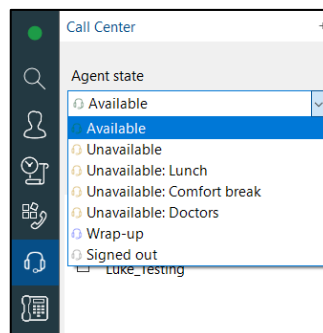 Call Center
Agent state
Available
Available
Unavailable
Unavailable: Lunch
Unavailable: Comfort break
Unavailable: Doctors
Wrap-up
Signed out
Luke_Testing